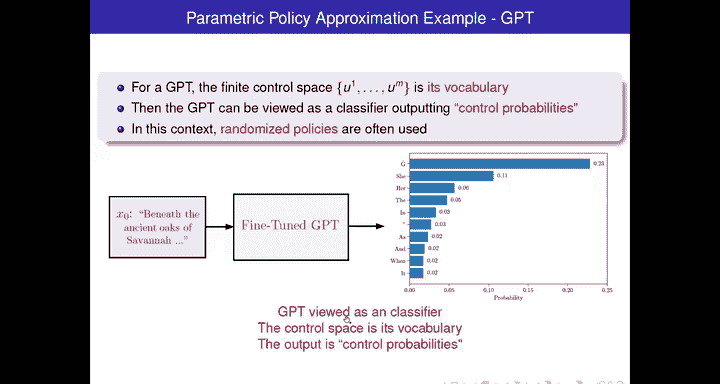 Parametric Policy Approximation Example - GPT
For a GPT, the finite control space {u¹, . . . , uᵐ} is its vocabulary
Then the GPT can be viewed as a classifier outputting “control probabilities”
In this context, randomized policies are often used
x₀: “Beneath the
ancient oaks of
Savannah ...”
Fine-Tuned GPT
Ġ 0.23
She 0.11
Her 0.06
The 0.05
In 0.03
" 0.03
As 0.02
And 0.02
When 0.02
It 0.02
0.00 0.05 0.10 0.15 0.20 0.25
Probability
GPT viewed as an classifier
The control space is its vocabulary
The output is “control probabilities”